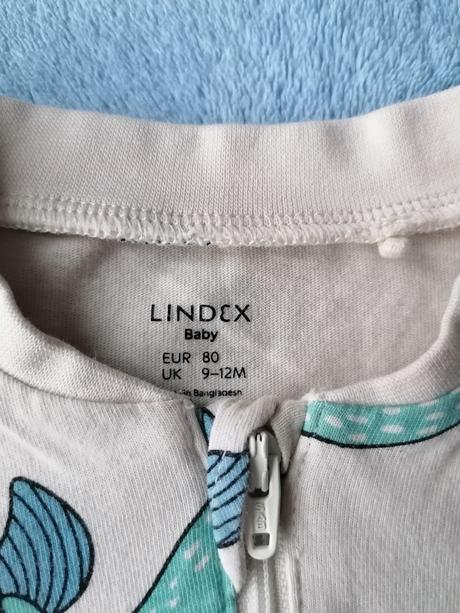 LINDEX
Baby
EUR 80
UK 9–12M
in Bangladesh